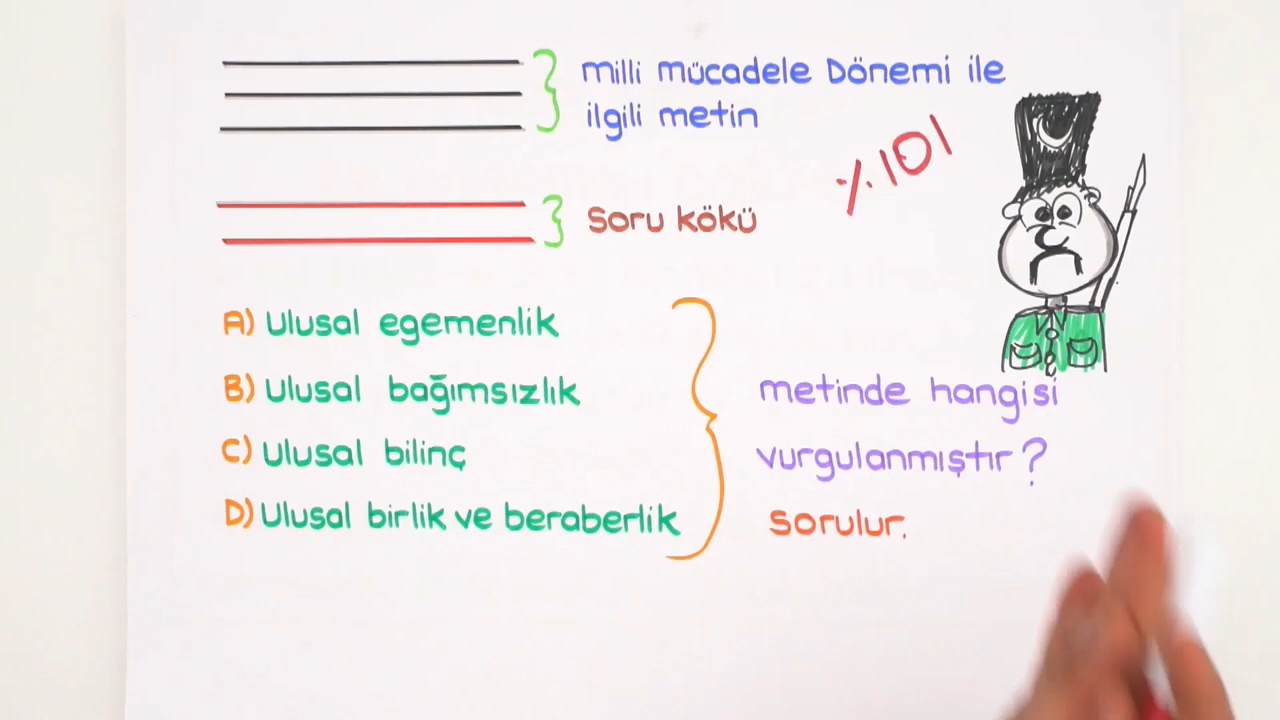 milli mücadele Dönemi ile
ilgili metin
%101
Soru kökü
A) Ulusal egemenlik
B) Ulusal bağımsızlık
C) Ulusal bilinç
D) Ulusal birlik ve beraberlik
metinde hangisi
vurgulanmıştır?
sorulur.